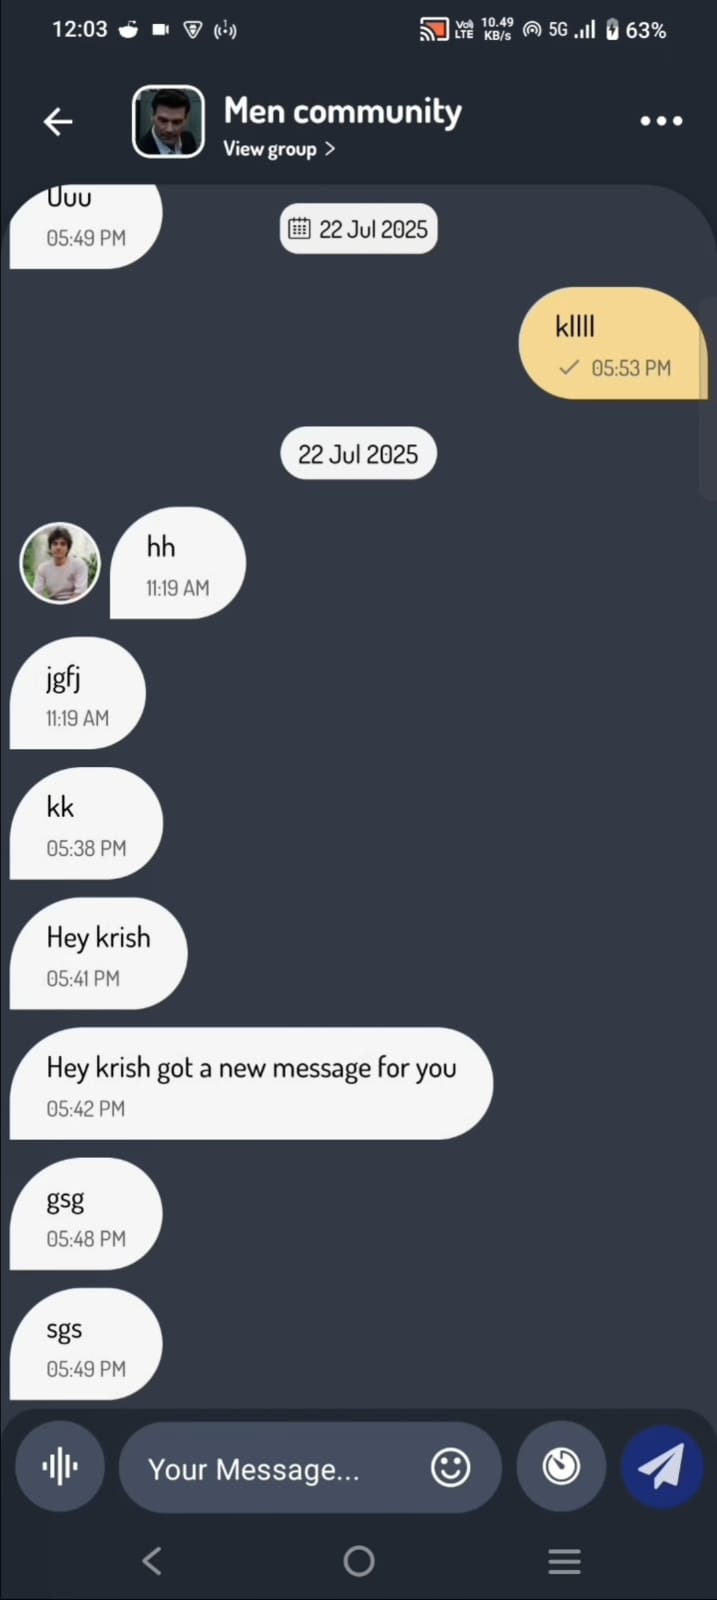 12:03
Vo))
LTE
10.49
KB/s
5G
63%
Men community
View group >
Uuu
05:49 PM
22 Jul 2025
kllll
05:53 PM
22 Jul 2025
hh
11:19 AM
jgfj
11:19 AM
kk
05:38 PM
Hey krish
05:41 PM
Hey krish got a new message for you
05:42 PM
gsg
05:48 PM
sgs
05:49 PM
Your Message...